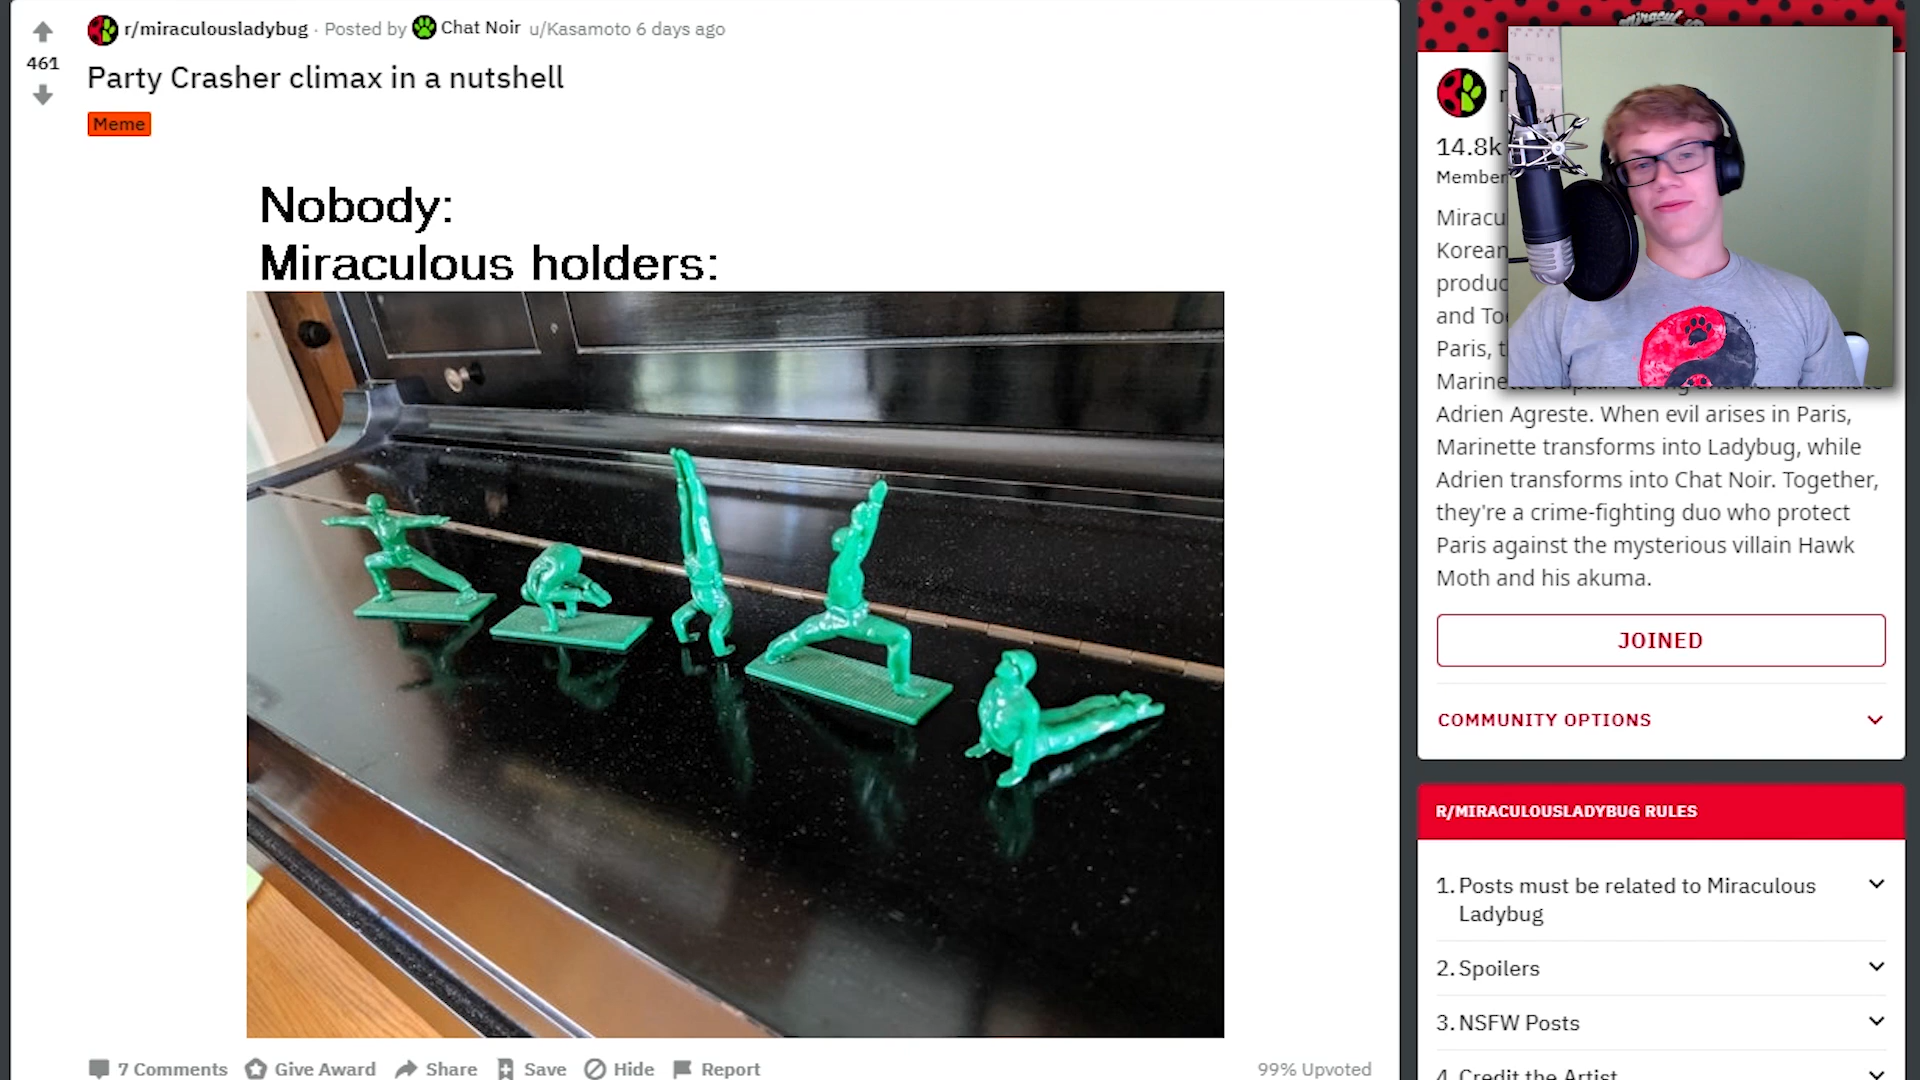 r/miraculousladybug · Posted by Chat Noir u/Kasamoto 6 days ago
461
Party Crasher climax in a nutshell
Meme
Nobody:
Miraculous holders:
7 Comments Give Award Share Save Hide Report 99% Upvoted
14.8k
Member
Miracu
Korean
produc
Paris,
Marine
Adrien Agreste. When evil arises in Paris,
Marinette transforms into Ladybug, while
Adrien transforms into Chat Noir. Together,
they're a crime-fighting duo who protect
Paris against the mysterious villain Hawk
Moth and his akuma.
JOINED
COMMUNITY OPTIONS
R/MIRACULOUSLADYBUG RULES
1. Posts must be related to Miraculous
Ladybug
2. Spoilers
3. NSFW Posts
4. Credit the Artist